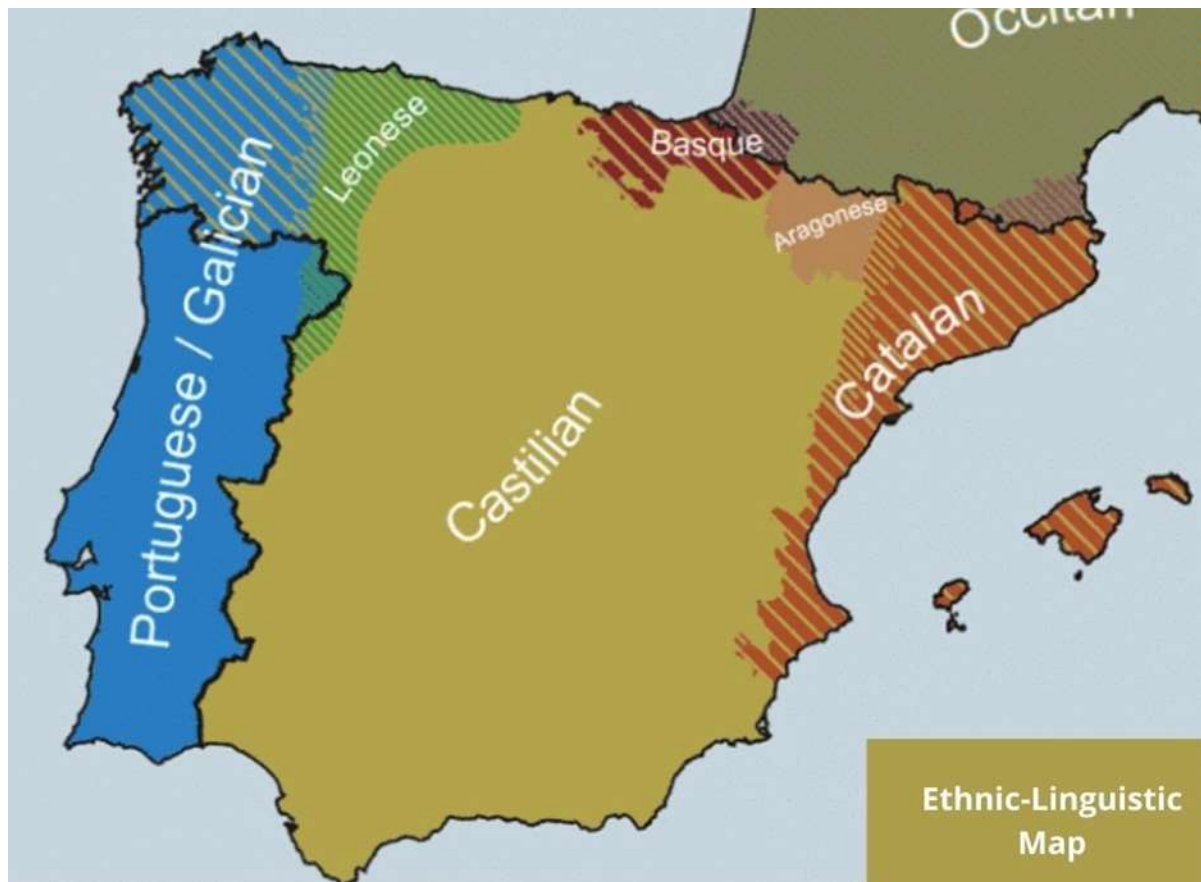 Occitan
Leonese
Basque
Aragonese
Portuguese / Galician
Catalan
Castilian
Ethnic-Linguistic
Map